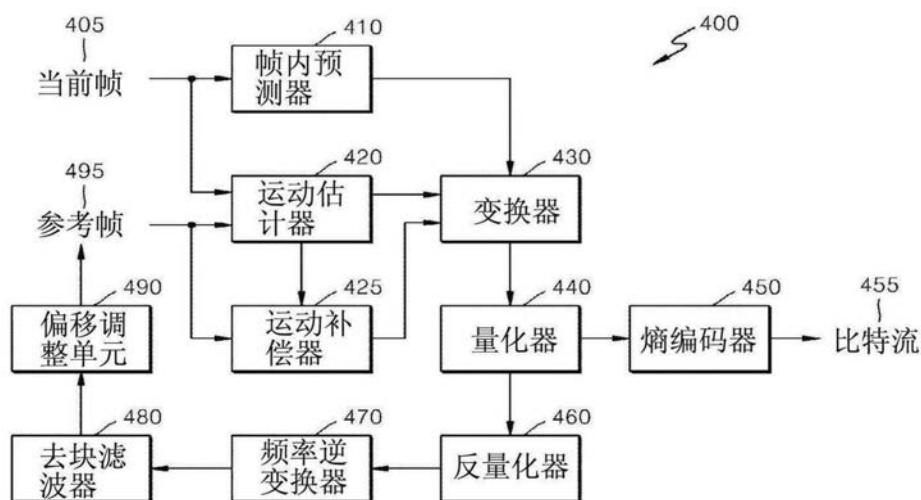 405
410
400
当前帧
帧内预
测器
495
420
430
参考帧
运动估
计器
变换器
490
425
440
450
455
偏移调
整单元
运动补
偿器
量化器
熵编码器
比特流
480
470
460
去块滤
波器
频率逆
变换器
反量化器